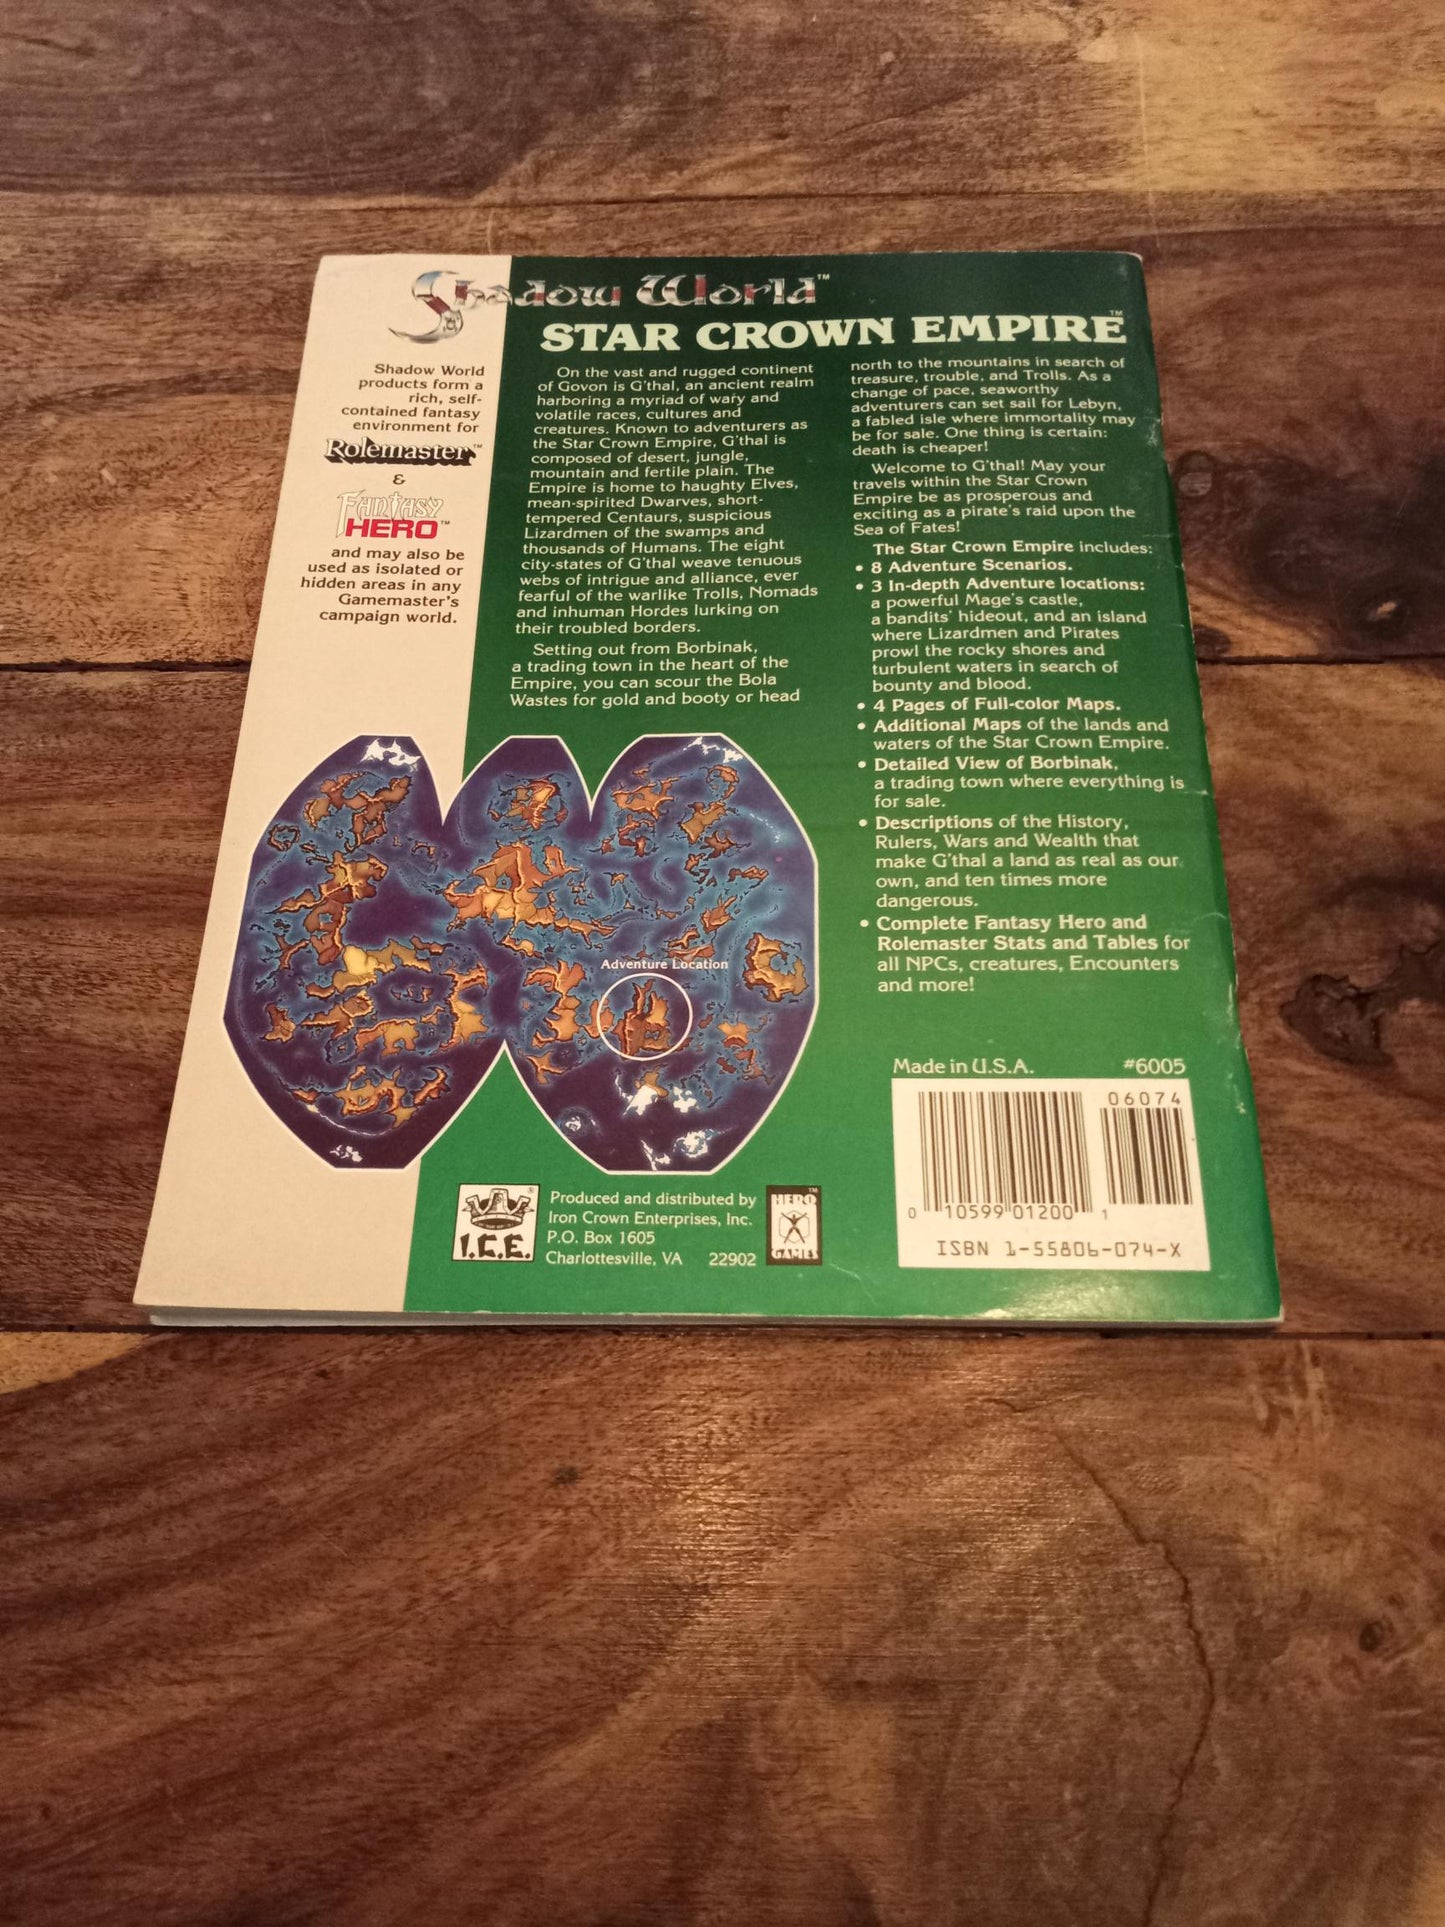 Shadow World™
STAR CROWN EMPIRE™
Shadow World
products form a
rich, self-
contained fantasy
environment for
Rolemaster™
&
Fantasy
HERO™
and may also be
used as isolated or
hidden areas in any
Gamemaster's
campaign world.
On the vast and rugged continent
of Govon is G'thal, an ancient realm
harboring a myriad of wary and
volatile races, cultures and
creatures. Known to adventurers as
the Star Crown Empire, G'thal is
composed of desert, jungle,
mountain and fertile plain. The
Empire is home to haughty Elves,
mean-spirited Dwarves, short-
tempered Centaurs, suspicious
Lizardmen of the swamps and
thousands of Humans. The eight
city-states of G'thal weave tenuous
webs of intrigue and alliance, ever
fearful of the warlike Trolls, Nomads
and inhuman Hordes lurking on
their troubled borders.
Setting out from Borbinak,
a trading town in the heart of the
Empire, you can scour the Bola
Wastes for gold and booty or head
north to the mountains in search of
treasure, trouble, and Trolls. As a
change of pace, seaworthy
adventurers can set sail for Lebyn,
a fabled isle where immortality may
be for sale. One thing is certain:
death is cheaper!
Welcome to G'thal! May your
travels within the Star Crown
Empire be as prosperous and
exciting as a pirate's raid upon the
Sea of Fates!
The Star Crown Empire includes:
• 8 Adventure Scenarios.
• 3 In-depth Adventure locations:
a powerful Mage's castle,
a bandits' hideout, and an island
where Lizardmen and Pirates
prowl the rocky shores and
turbulent waters in search of
bounty and blood.
• 4 Pages of Full-color Maps.
• Additional Maps of the lands and
waters of the Star Crown Empire.
• Detailed View of Borbinak,
a trading town where everything is
for sale.
• Descriptions of the History,
Rulers, Wars and Wealth that
make G'thal a land as real as our
own, and ten times more
dangerous.
• Complete Fantasy Hero and
Rolemaster Stats and Tables for
all NPCs, creatures, Encounters
and more!
Adventure Location
Made in U.S.A. #6005
06074
0 10599 01200 1
ISBN 1-55806-074-X
I.C.E.
Produced and distributed by
Iron Crown Enterprises, Inc.
P.O. Box 1605
Charlottesville, VA 22902
HERO™
GAMES